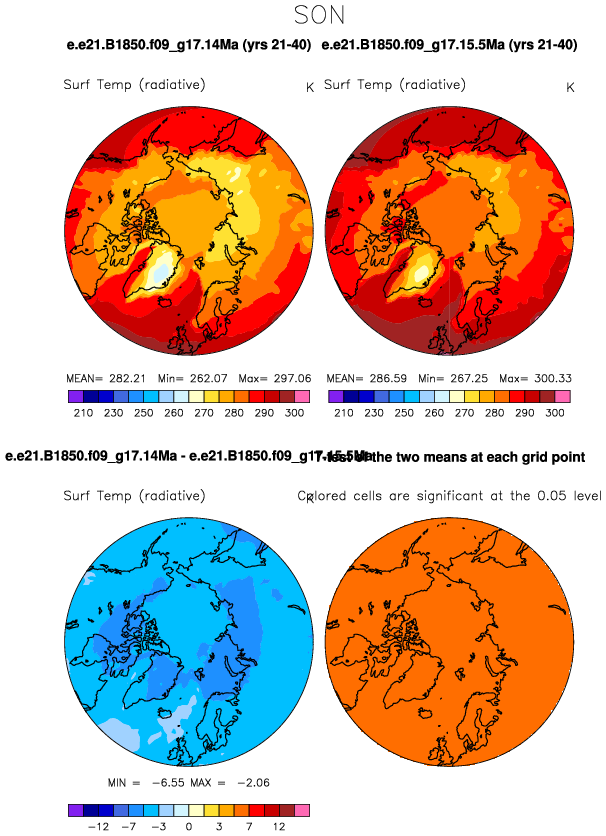 SON
e.e21.B1850.f09_g17.14Ma (yrs 21-40) e.e21.B1850.f09_g17.15.5Ma (yrs 21-40)
Surf Temp (radiative) K Surf Temp (radiative) K
MEAN= 282.21 Min= 262.07 Max= 297.06 MEAN= 286.59 Min= 267.25 Max= 300.33
210 230 250 260 270 280 290 300 210 230 250 260 270 280 290 300
e.e21.B1850.f09_g17.14Ma - e.e21.B1850.f09_g17.15.5Ma T-test of the two means at each grid point
Surf Temp (radiative) K Colored cells are significant at the 0.05 level
MIN = -6.55 MAX = -2.06
-12 -7 -3 0 3 7 12